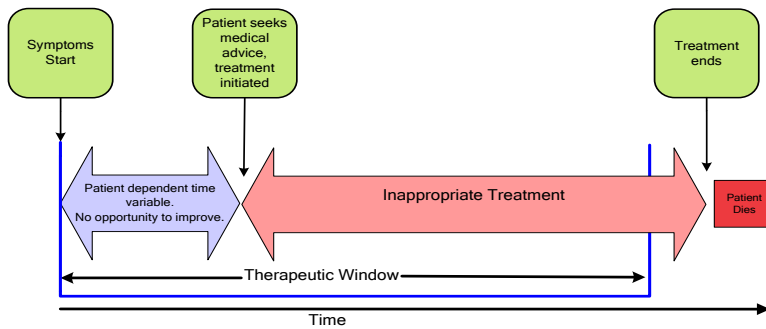 Symptoms
Start
Patient seeks
medical
advice,
treatment
initiated
Treatment
ends
Patient dependent time
variable.
No opportunity to improve.
Inappropriate Treatment
Patient
Dies
Therapeutic Window
Time